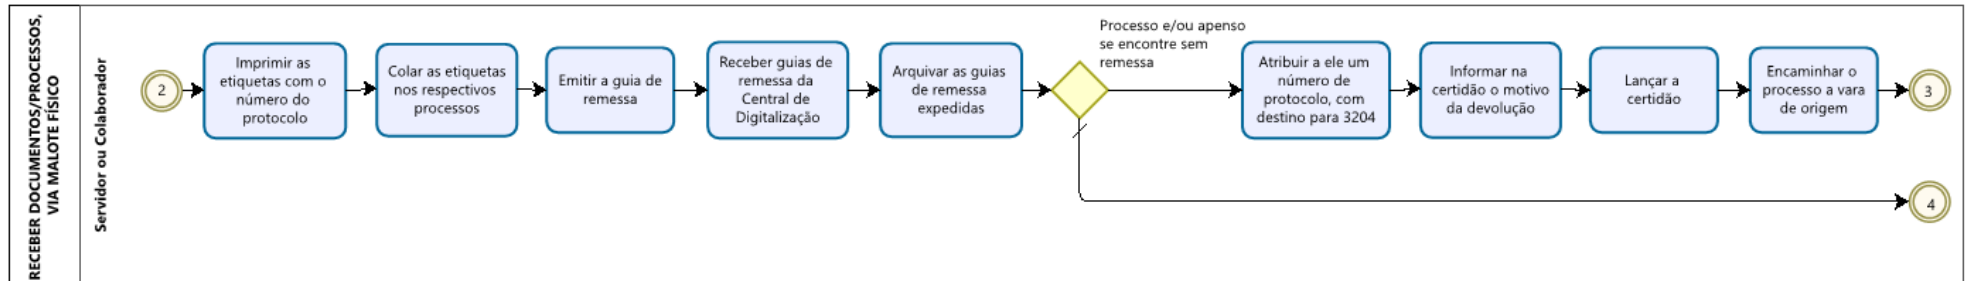 RECEBER DOCUMENTOS/PROCESSOS,
VIA MALOTE FÍSICO
Servidor ou Colaborador
2
Imprimir as
etiquetas com o
número do
protocolo
Colar as etiquetas
nos respectivos
processos
Emitir a guia de
remessa
Receber guias de
remessa da
Central de
Digitalização
Arquivar as guias
de remessa
expedidas
Processo e/ou apenso
se encontre sem
remessa
Atribuir a ele um
número de
protocolo, com
destino para 3204
Informar na
certidão o motivo
da devolução
Lançar a
certidão
Encaminhar o
processo a vara
de origem
3
4